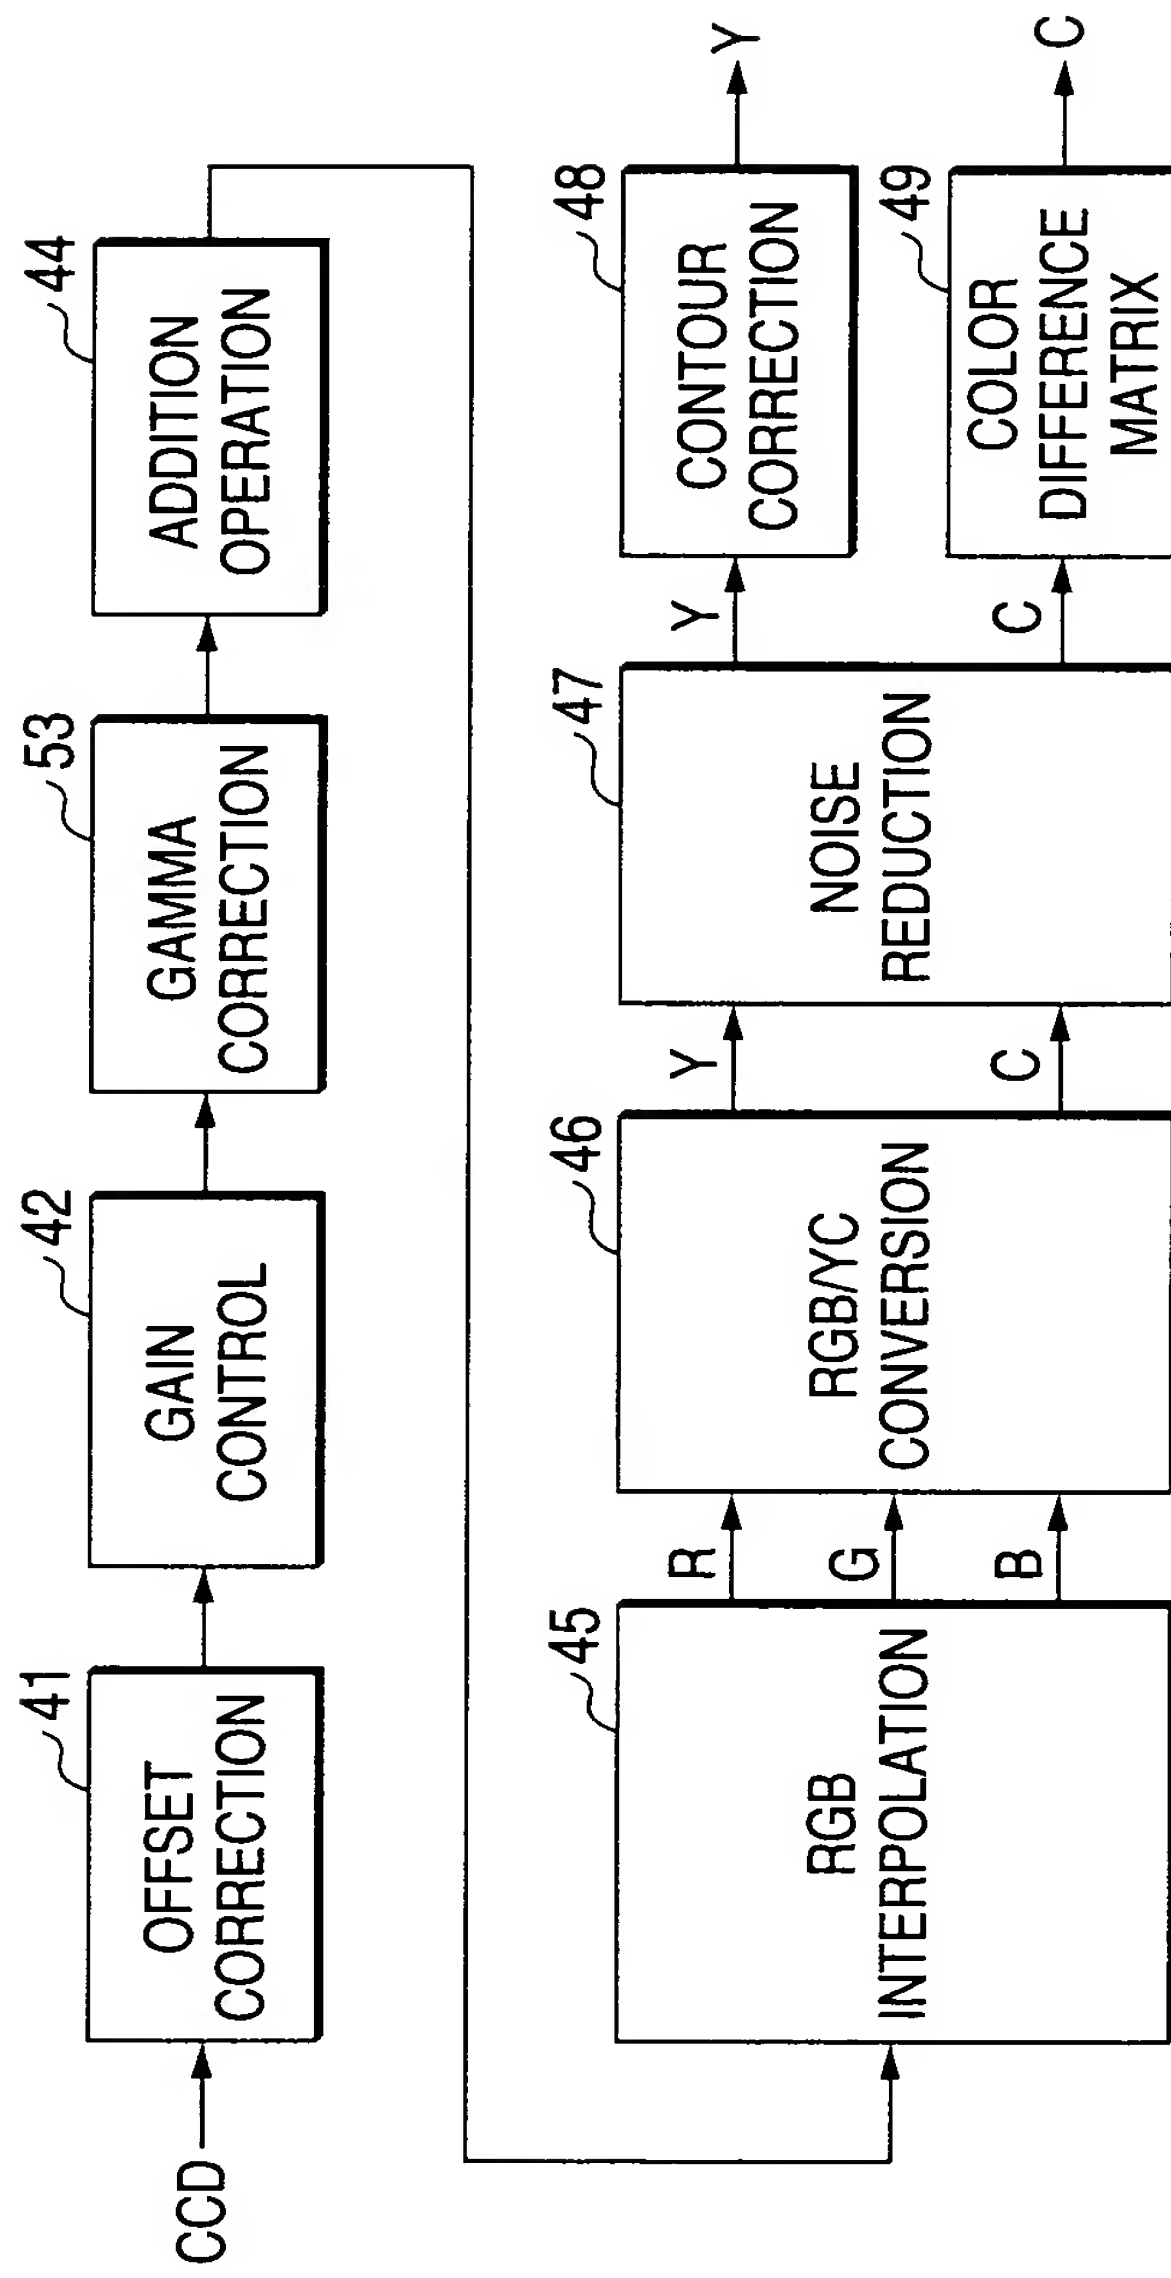 CCD
41
OFFSET
CORRECTION
42
GAIN
CONTROL
53
GAMMA
CORRECTION
44
ADDITION
OPERATION
45
RGB
INTERPOLATION
R
G
B
46
RGB/YC
CONVERSION
Y
C
47
NOISE
REDUCTION
Y
C
48
CONTOUR
CORRECTION
Y
49
COLOR
DIFFERENCE
MATRIX
C